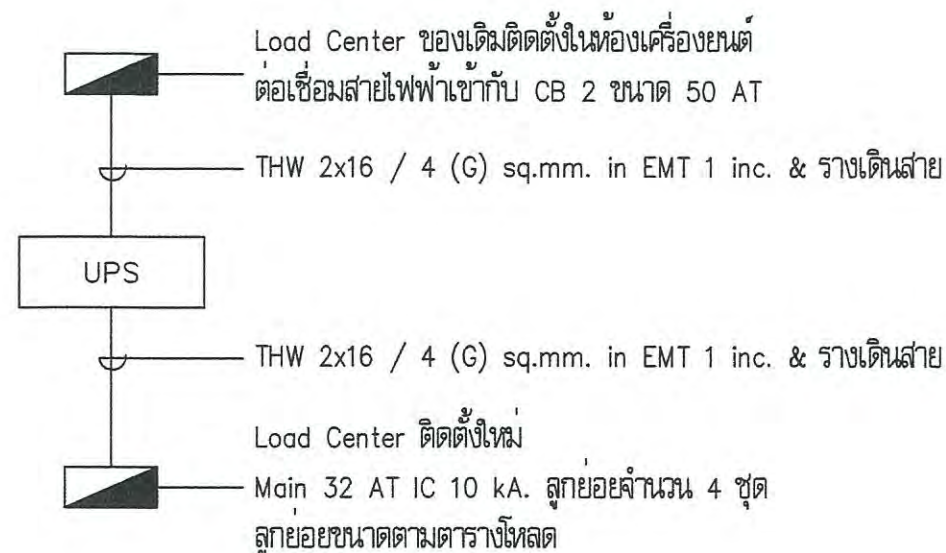 Load Center ของเดิมติดตั้งในห้องเครื่องยนต์
ต่อเชื่อมสายไฟฟ้าเข้ากับ CB 2 ขนาด 50 AT
THW 2x16 / 4 (G) sq.mm. in EMT 1 inc. & รางเดินสาย
UPS
THW 2x16 / 4 (G) sq.mm. in EMT 1 inc. & รางเดินสาย
Load Center ติดตั้งใหม่
Main 32 AT IC 10 kA. ลูกย่อยจำนวน 4 ชุด
ลูกย่อยขนาดตามตารางโหลด